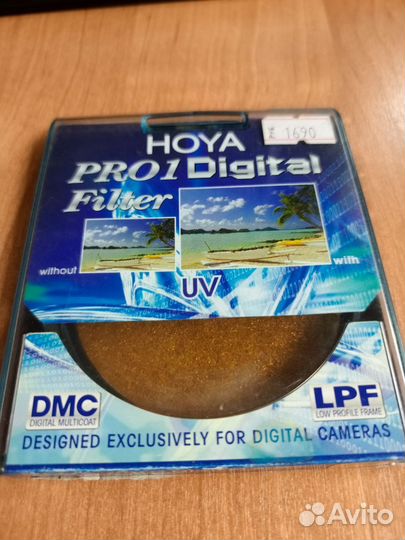 HOYA
1690
PRO1 Digital
Filter
without
with
UV
DMC
DIGITAL MULTICOAT
LPF
LOW PROFILE FRAME
DESIGNED EXCLUSIVELY FOR DIGITAL CAMERAS
Avito